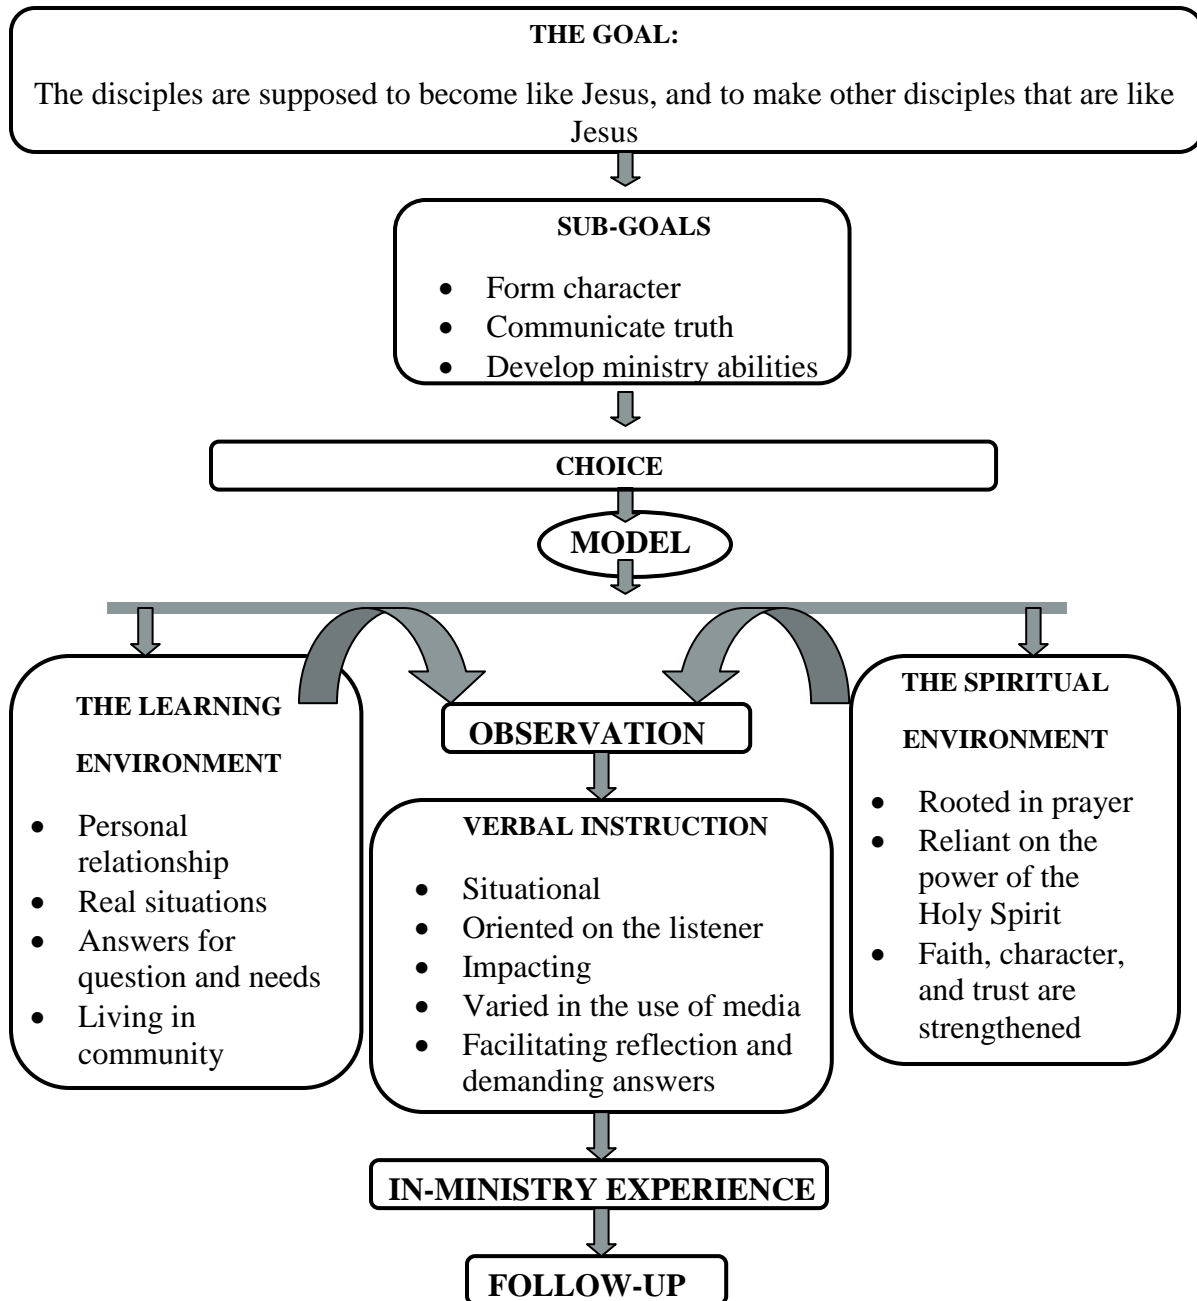 THE GOAL:
The disciples are supposed to become like Jesus, and to make other disciples that are like
Jesus
SUB-GOALS
• Form character
• Communicate truth
• Develop ministry abilities
CHOICE
MODEL
THE LEARNING
ENVIRONMENT
• Personal
relationship
• Real situations
• Answers for
question and needs
• Living in
community
OBSERVATION
VERBAL INSTRUCTION
• Situational
• Oriented on the listener
• Impacting
• Varied in the use of media
• Facilitating reflection and
demanding answers
THE SPIRITUAL
ENVIRONMENT
• Rooted in prayer
• Reliant on the
power of the
Holy Spirit
• Faith, character,
and trust are
strengthened
IN-MINISTRY EXPERIENCE
FOLLOW-UP